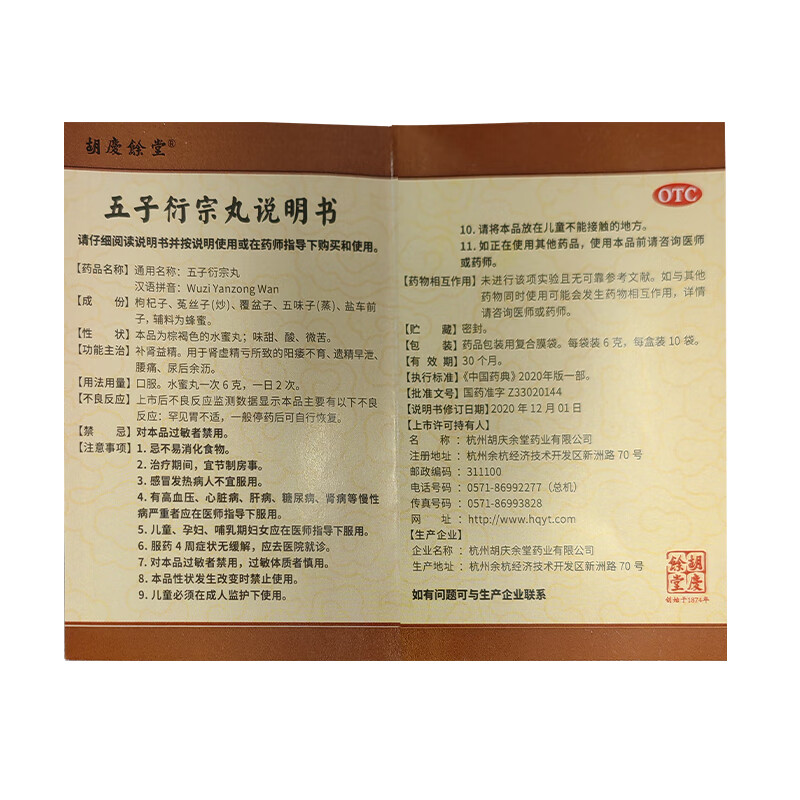 胡慶餘堂®
五子衍宗丸说明书
请仔细阅读说明书并按说明使用或在药师指导下购买和使用。
【药品名称】通用名称：五子衍宗丸
汉语拼音：Wuzi Yanzong Wan
【成 份】枸杞子、菟丝子(炒)、覆盆子、五味子(蒸)、盐车前
子，辅料为蜂蜜。
【性 状】本品为棕褐色的水蜜丸；味甜、酸、微苦。
【功能主治】补肾益精。用于肾虚精亏所致的阳痿不育、遗精早泄、
腰痛、尿后余沥。
【用法用量】口服。水蜜丸一次 6 克，一日 2 次。
【不良反应】上市后不良反应监测数据显示本品主要有以下不良
反应：罕见胃不适，一般停药后可自行恢复。
【禁 忌】对本品过敏者禁用。
【注意事项】1. 忌不易消化食物。
2. 治疗期间，宜节制房事。
3. 感冒发热病人不宜服用。
4. 有高血压、心脏病、肝病、糖尿病、肾病等慢性
病严重者应在医师指导下服用。
5. 儿童、孕妇、哺乳期妇女应在医师指导下服用。
6. 服药 4 周症状无缓解，应去医院就诊。
7. 对本品过敏者禁用，过敏体质者慎用。
8. 本品性状发生改变时禁止使用。
9. 儿童必须在成人监护下使用。
OTC
10. 请将本品放在儿童不能接触的地方。
11. 如正在使用其他药品，使用本品前请咨询医师
或药师。
【药物相互作用】未进行该项实验且无可靠参考文献。如与其他
药物同时使用可能会发生药物相互作用，详情
请咨询医师或药师。
【贮 藏】密封。
【包 装】药品包装用复合膜袋。每袋装 6 克，每盒装 10 袋。
【有 效 期】30 个月。
【执行标准】《中国药典》2020年版一部。
【批准文号】国药准字 Z33020144
【说明书修订日期】2020 年 12 月 01 日
【上市许可持有人】
名 称：杭州胡庆余堂药业有限公司
注册地址：杭州余杭经济技术开发区新洲路 70 号
邮政编码：311100
电话号码：0571-86992277（总机）
传真号码：0571-86993828
网 址：http://www.hqyt.com
【生产企业】
企业名称：杭州胡庆余堂药业有限公司
生产地址：杭州余杭经济技术开发区新洲路 70 号
如有问题可与生产企业联系
胡慶
餘堂
创始于1874年